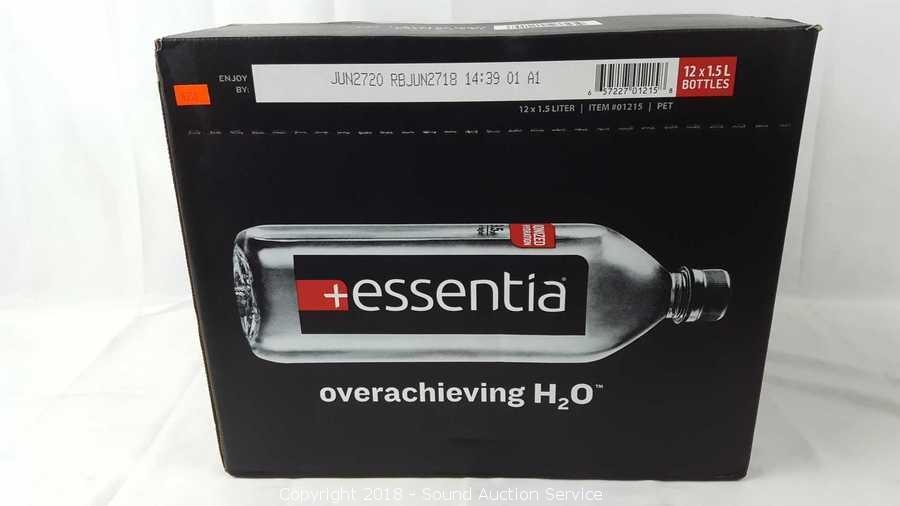 ENJOY
BY:
JUN2720 RBJUN2718 14:39 01 A1
6 57227 01215 8
12 x 1.5 L
BOTTLES
12 x 1.5 LITER | ITEM #01215 | PET
IONIZED
HYDRATION
+essentia®
overachieving H₂O™
Copyright 2018 - Sound Auction Service